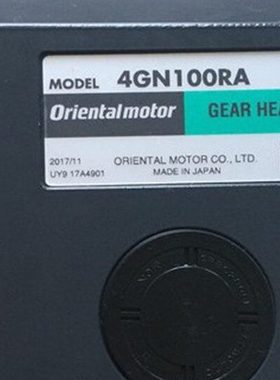 MODEL 4GN100RA
Orientalmotor GEAR HEA
2017/11 ORIENTAL MOTOR CO., LTD.
UY9 17A4901 MADE IN JAPAN